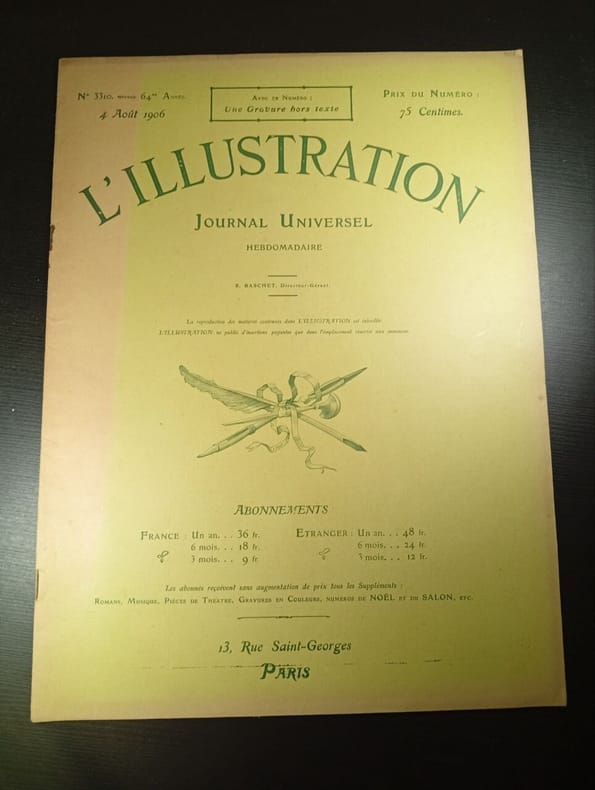 Nº 3310, 64me Année.
4 Août 1906
Avec ce Numéro :
Une Gravure hors texte
Prix du Numéro :
75 Centimes.
L'ILLUSTRATION
Journal Universel
HEBDOMADAIRE
R. BASCHET, Directeur-Gérant.
La reproduction des matières contenues dans L'ILLUSTRATION est interdite.
L'ILLUSTRATION ne publie d'insertions payantes que dans l'emplacement réservé aux annonces.
Abonnements
France : Un an. . . 36 fr.
6 mois. . . 18 fr.
3 mois. . . 9 fr.
Etranger : Un an. . . 48 fr.
6 mois. . . 24 fr.
3 mois. . . 12 fr.
Les abonnés reçoivent sans augmentation de prix tous les Suppléments :
Romans, Musique, Pièces de Théâtre, Gravures en Couleurs, numéros de NOËL et du SALON, etc.
13, Rue Saint-Georges
Paris